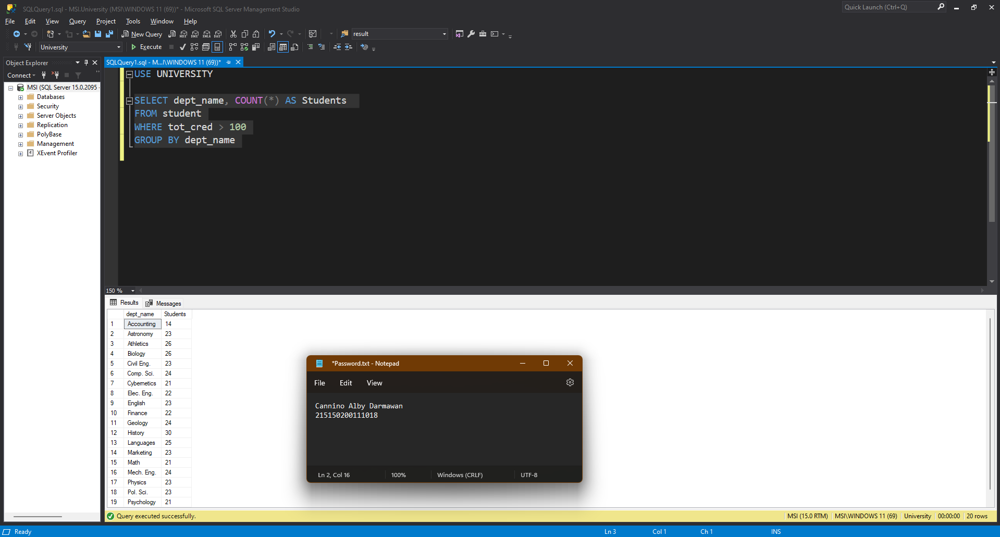 SQLQuery1.sql - MSI.University (MSI\WINDOWS 11 (69))* - Microsoft SQL Server Management Studio
Quick Launch (Ctrl+Q)
File Edit View Query Project Tools Window Help
New Query MDX DMX XMLA DAX result
University Execute
Object Explorer
SQLQuery1.sql - M...I\WINDOWS 11 (69))*
Connect
MSI (SQL Server 15.0.2095 -
Databases
Security
Server Objects
Replication
PolyBase
Management
XEvent Profiler
USE UNIVERSITY
SELECT dept_name, COUNT(*) AS Students
FROM student
WHERE tot_cred > 100
GROUP BY dept_name
150 %
Results Messages
dept_name Students
1 Accounting 14
2 Astronomy 23
3 Athletics 26
4 Biology 26
5 Civil Eng. 23
6 Comp. Sci. 24
7 Cybernetics 21
8 Elec. Eng. 22
9 English 23
10 Finance 22
11 Geology 24
12 History 30
13 Languages 25
14 Marketing 23
15 Math 21
16 Mech. Eng. 24
17 Physics 23
18 Pol. Sci. 23
19 Psychology 21
*Password.txt - Notepad
File Edit View
Cannino Alby Darmawan
215150200111018
Ln 2, Col 16 100% Windows (CRLF) UTF-8
Query executed successfully.
MSI (15.0 RTM) MSI\WINDOWS 11 (69) University 00:00:00 20 rows
Ready Ln 3 Col 1 Ch 1 INS